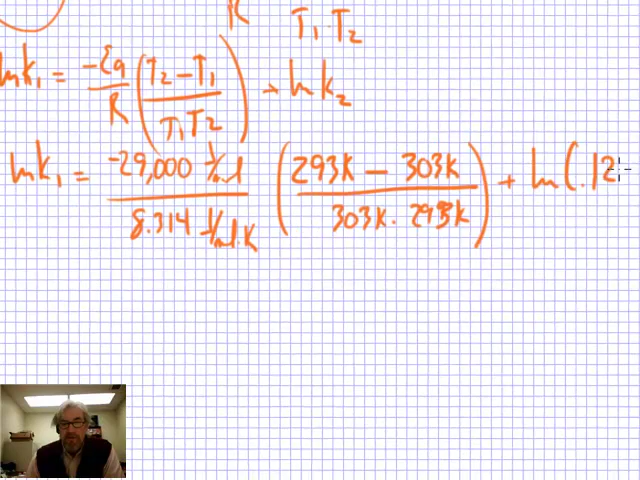 R T₁·T₂
ln k₁ = -Ea/R (T₂ - T₁ / T₁T₂) + ln k₂
ln k₁ = -29,000 J/mol / 8.314 J/mol·K (293K - 303K / 303K · 293K) + ln(.12